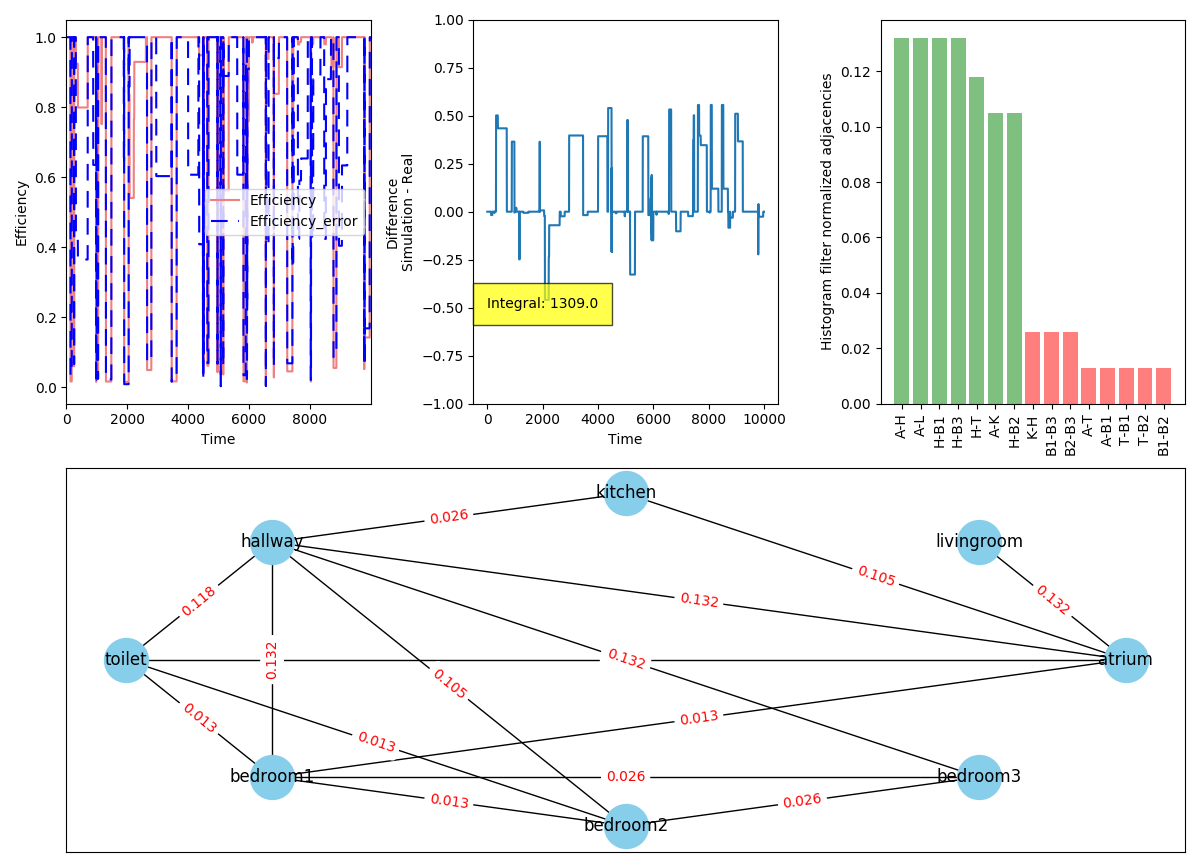 1.0
0.8
0.6
0.4
0.2
0.0
Efficiency
0
2000
4000
6000
8000
Time
Efficiency
Efficiency_error
1.00
0.75
0.50
0.25
0.00
−0.25
−0.50
−0.75
−1.00
Difference
Simulation - Real
Integral: 1309.0
0
2000
4000
6000
8000
10000
Time
0.12
0.10
0.08
0.06
0.04
0.02
0.00
Histogram filter normalized adjacencies
A-H
A-L
H-B1
H-B3
H-T
A-K
H-B2
K-H
B1-B3
B2-B3
A-T
A-B1
T-B1
T-B2
B1-B2
kitchen
hallway
livingroom
toilet
atrium
bedroom1
bedroom3
bedroom2
0.026
0.105
0.118
0.132
0.132
0.132
0.132
0.105
0.013
0.013
0.013
0.026
0.013
0.026